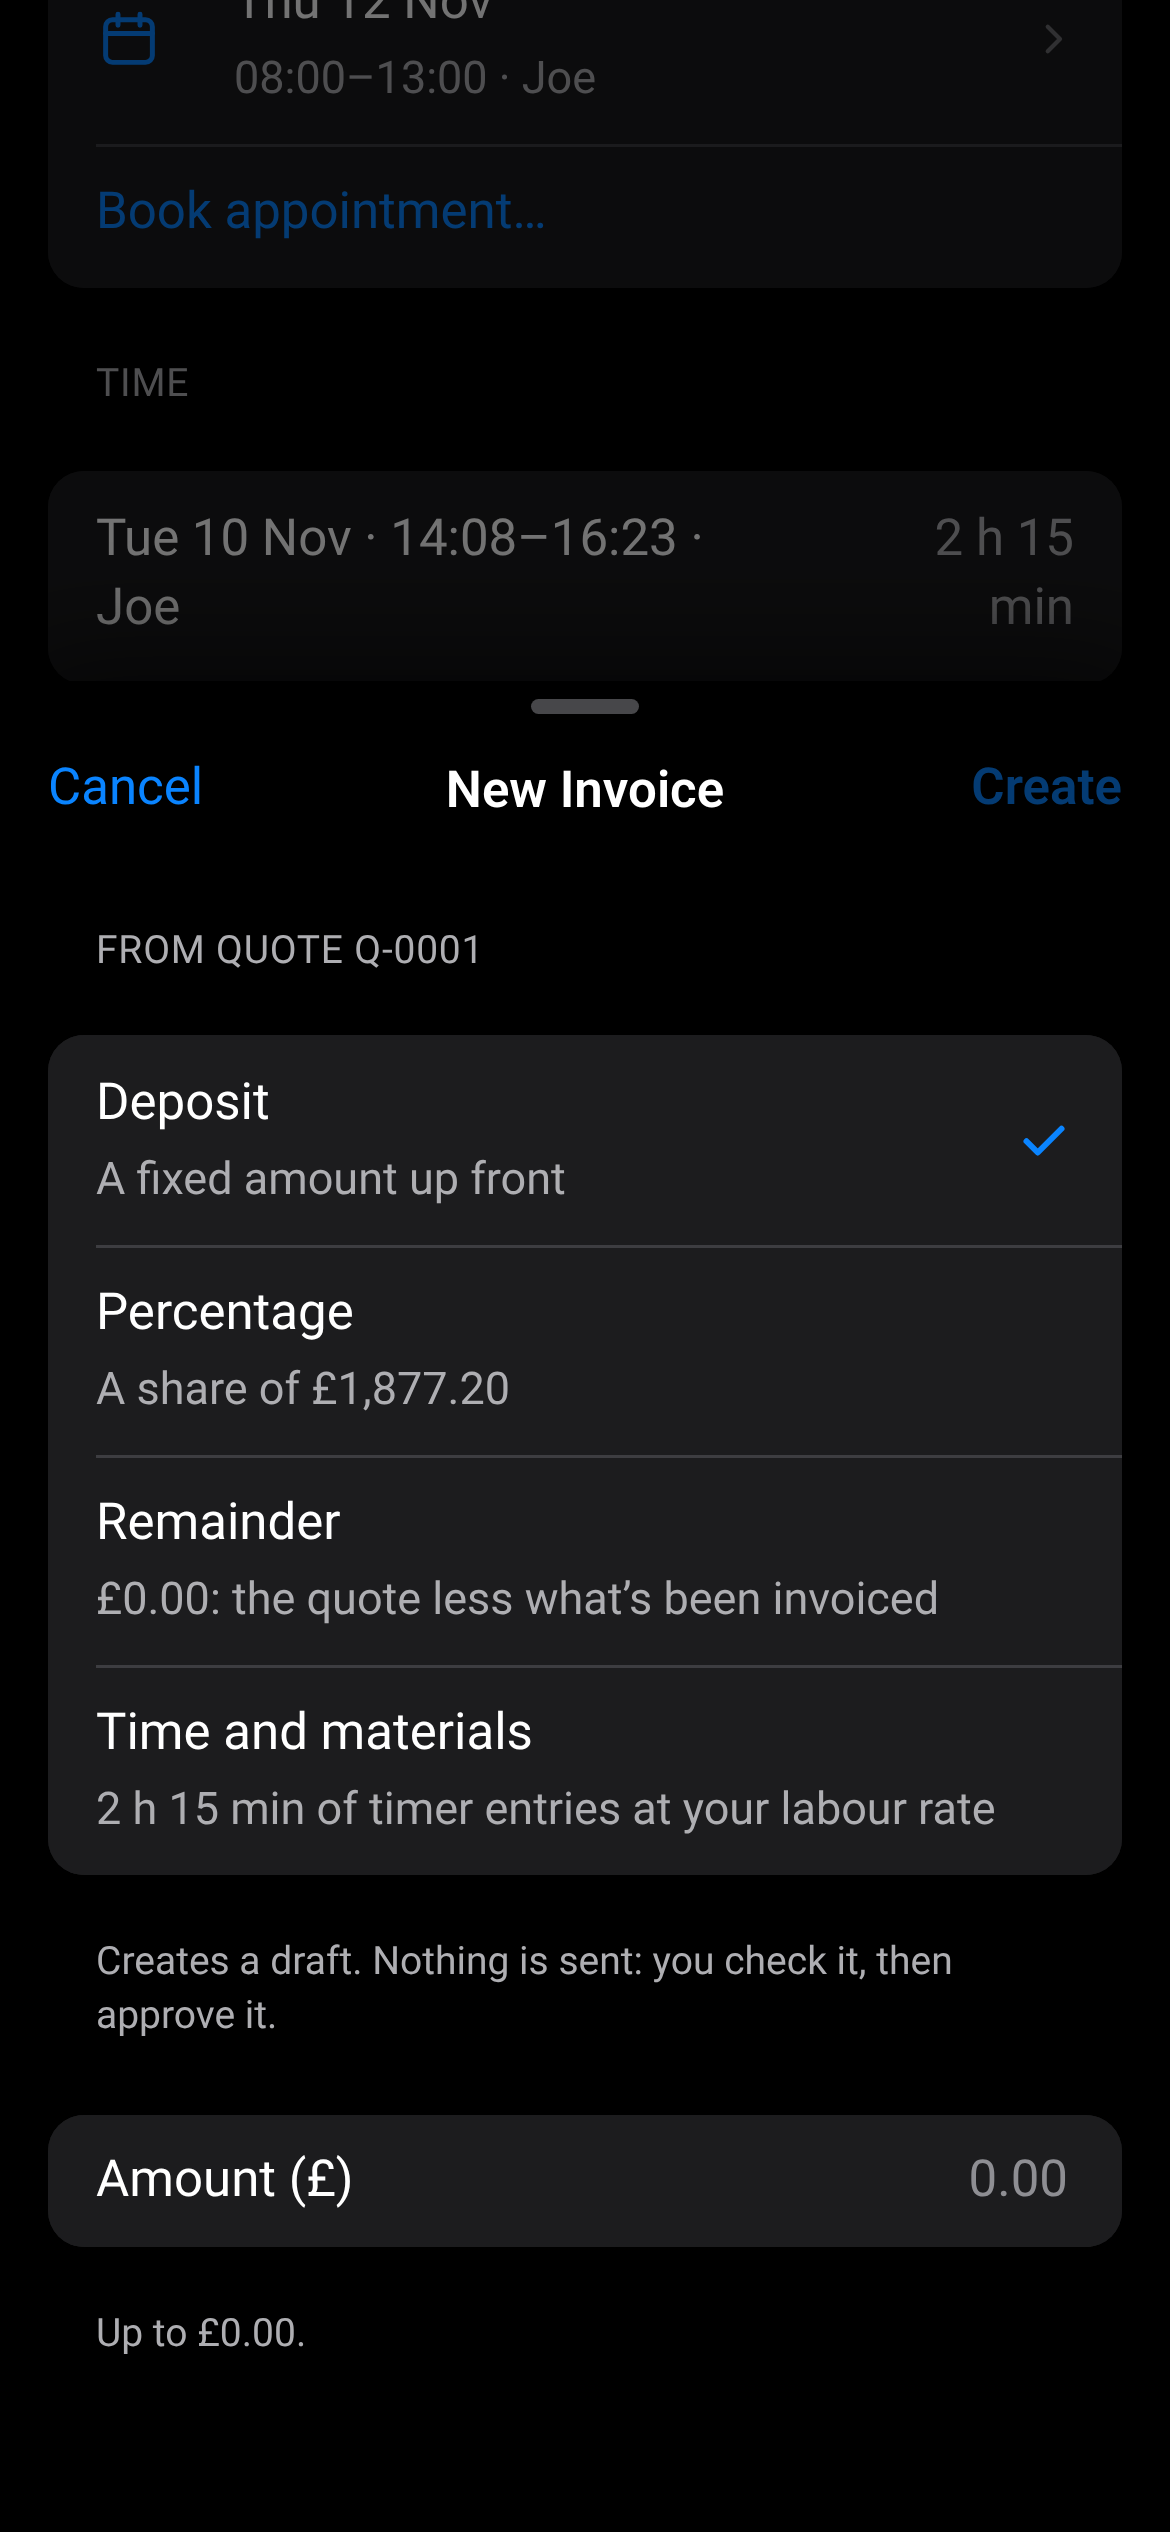 Thu 12 Nov
08:00–13:00 · Joe
Book appointment…
TIME
Tue 10 Nov · 14:08–16:23 ·
Joe
2 h 15
min
Cancel
New Invoice
Create
FROM QUOTE Q-0001
Deposit
A fixed amount up front
Percentage
A share of £1,877.20
Remainder
£0.00: the quote less what’s been invoiced
Time and materials
2 h 15 min of timer entries at your labour rate
Creates a draft. Nothing is sent: you check it, then
approve it.
Amount (£)
0.00
Up to £0.00.